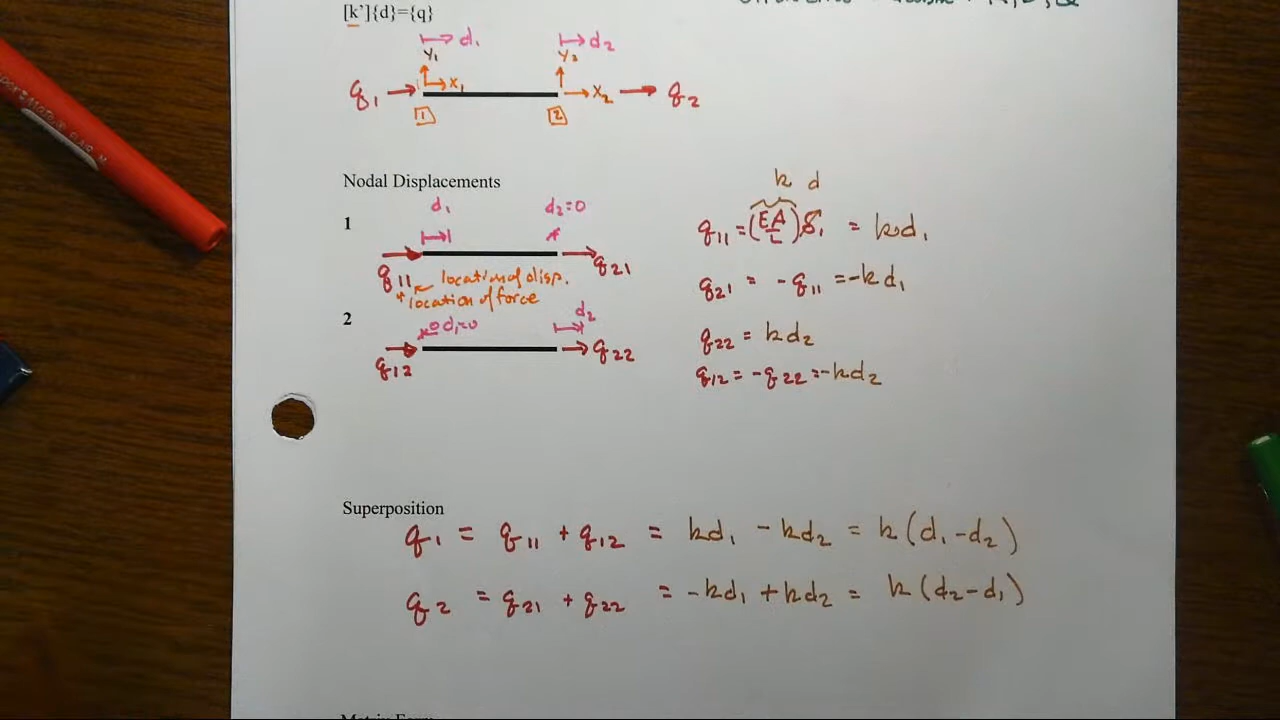 [k']{d}={q}
d₁ d₂
y₁ y₂
q₁ x₁ x₂ q₂
1 2
Nodal Displacements
k d
1 d₁ d₂=0
q₁₁ = (EA/L)δ₁ = kd₁
q₁₁ q₂₁
location of disp.
location of force
q₂₁ = -q₁₁ = -kd₁
2 d₁=0 d₂
q₁₂ q₂₂
q₂₂ = kd₂
q₁₂ = -q₂₂ = -kd₂
Superposition
q₁ = q₁₁ + q₁₂ = kd₁ - kd₂ = k(d₁-d₂)
q₂ = q₂₁ + q₂₂ = -kd₁ + kd₂ = k(d₂-d₁)